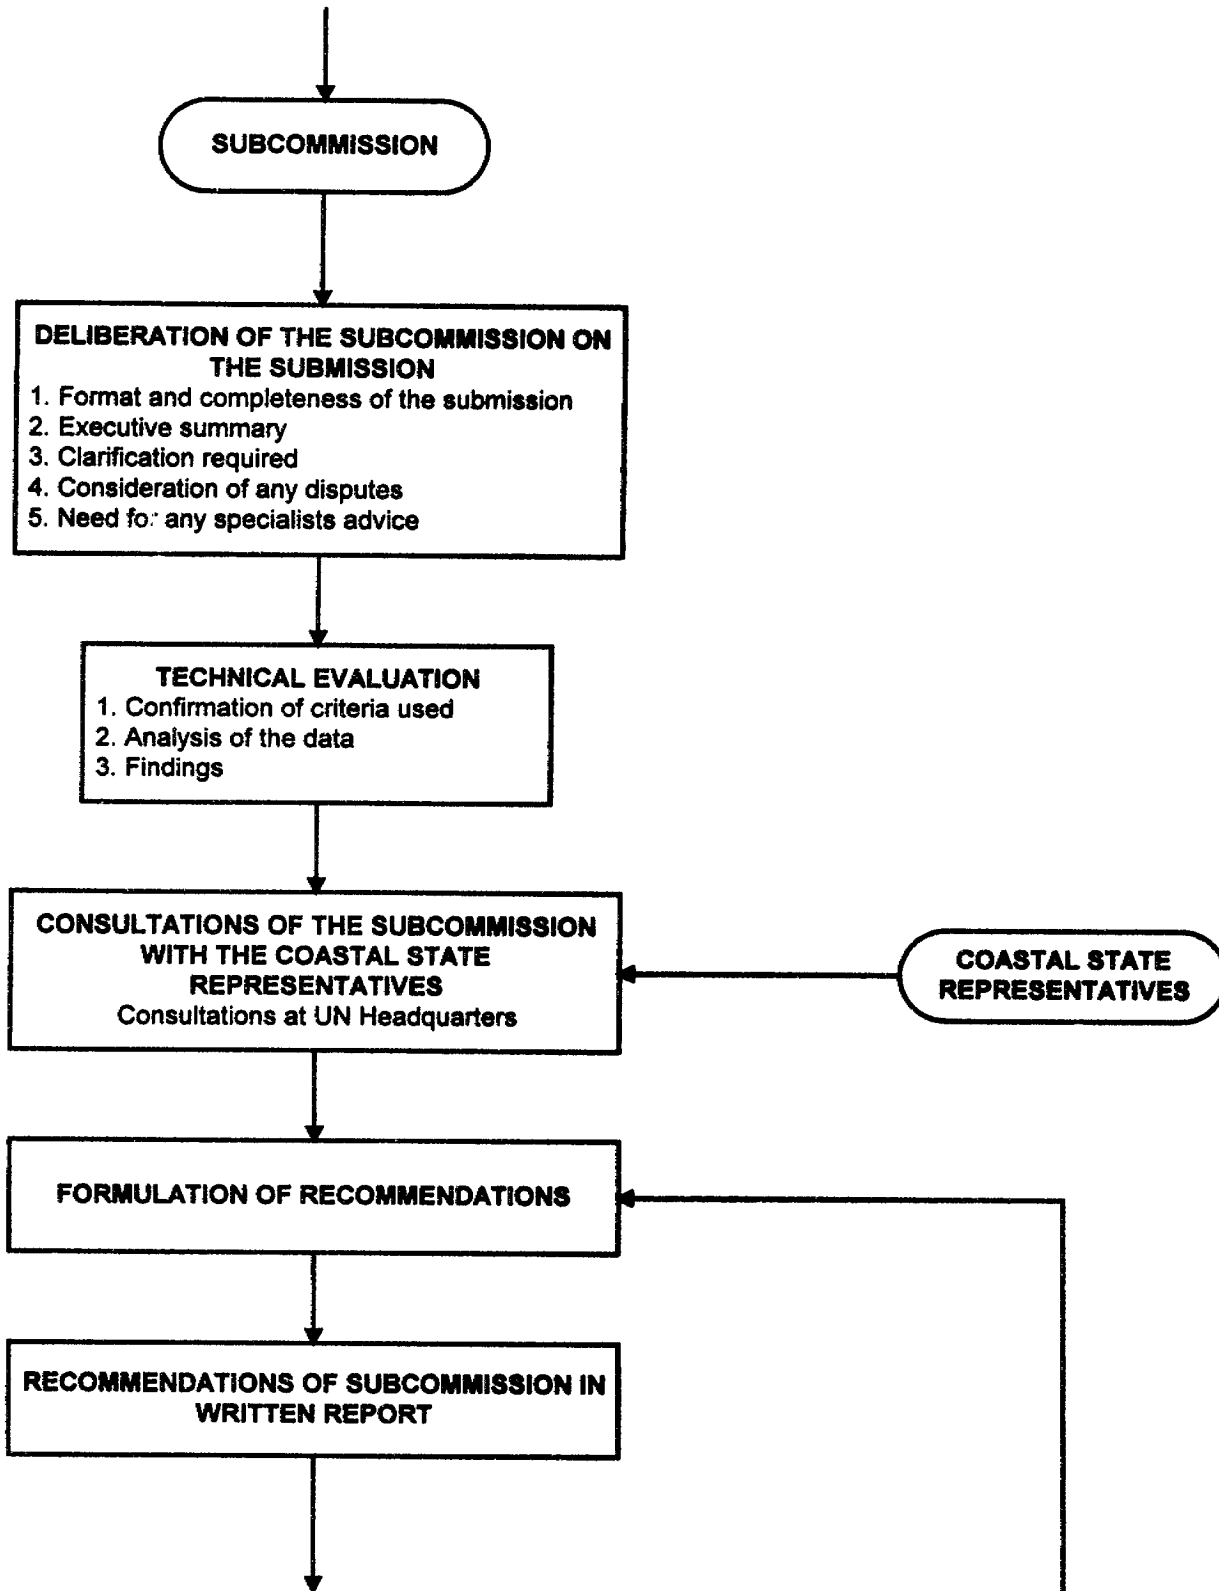 SUBCOMMISSION
DELIBERATION OF THE SUBCOMMISSION ON
THE SUBMISSION
1. Format and completeness of the submission
2. Executive summary
3. Clarification required
4. Consideration of any disputes
5. Need for any specialists advice
TECHNICAL EVALUATION
1. Confirmation of criteria used
2. Analysis of the data
3. Findings
CONSULTATIONS OF THE SUBCOMMISSION
WITH THE COASTAL STATE
REPRESENTATIVES
Consultations at UN Headquarters
COASTAL STATE
REPRESENTATIVES
FORMULATION OF RECOMMENDATIONS
RECOMMENDATIONS OF SUBCOMMISSION IN
WRITTEN REPORT